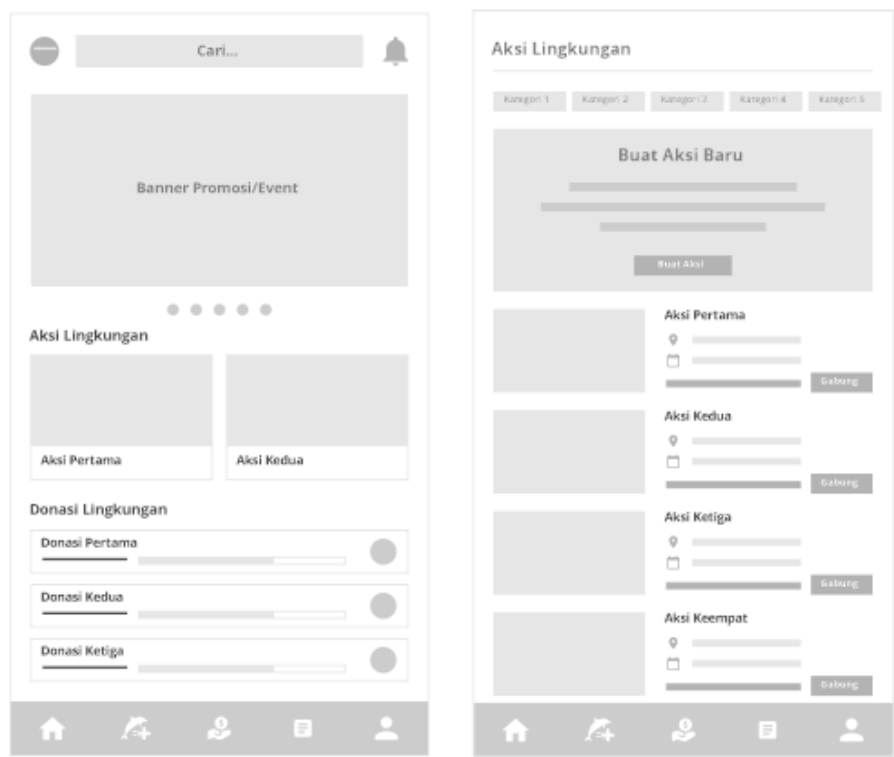 Cari...
Banner Promosi/Event
Aksi Lingkungan
Aksi Pertama
Aksi Kedua
Donasi Lingkungan
Donasi Pertama
Donasi Kedua
Donasi Ketiga
Aksi Lingkungan
Kategori 1
Kategori 2
Kategori 3
Kategori 4
Kategori 5
Buat Aksi Baru
Buat Aksi
Aksi Pertama
Gabung
Aksi Kedua
Gabung
Aksi Ketiga
Gabung
Aksi Keempat
Gabung